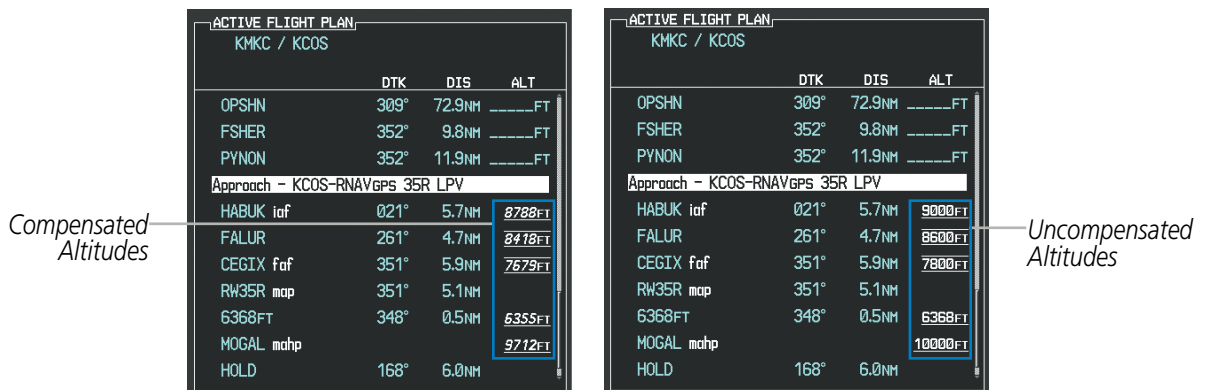 ACTIVE FLIGHT PLAN
KMKC / KCOS
DTK DIS ALT
OPSHN 309° 72.9NM _____FT
FSHER 352° 9.8NM _____FT
PYNON 352° 11.9NM _____FT
Approach – KCOS-RNAVGPS 35R LPV
HABUK iaf 021° 5.7NM 8788FT
FALUR 261° 4.7NM 8418FT
CEGIX faf 351° 5.9NM 7679FT
RW35R map 351° 5.1NM
6368FT 348° 0.5NM 6355FT
MOGAL mahp 9712FT
HOLD 168° 6.0NM
Compensated
Altitudes
ACTIVE FLIGHT PLAN
KMKC / KCOS
DTK DIS ALT
OPSHN 309° 72.9NM _____FT
FSHER 352° 9.8NM _____FT
PYNON 352° 11.9NM _____FT
Approach – KCOS-RNAVGPS 35R LPV
HABUK iaf 021° 5.7NM 9000FT
FALUR 261° 4.7NM 8600FT
CEGIX faf 351° 5.9NM 7800FT
RW35R map 351° 5.1NM
6368FT 348° 0.5NM 6368FT
MOGAL mahp 10000FT
HOLD 168° 6.0NM
Uncompensated
Altitudes